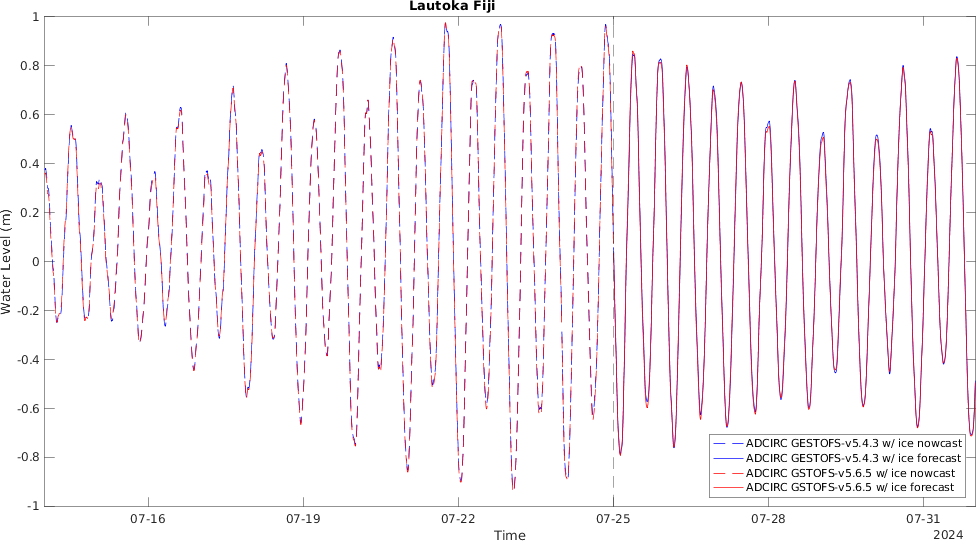 Lautoka Fiji
1
0.8
0.6
0.4
0.2
0
-0.2
-0.4
-0.6
-0.8
-1
Water Level (m)
ADCIRC GESTOFS-v5.4.3 w/ ice nowcast
ADCIRC GESTOFS-v5.4.3 w/ ice forecast
ADCIRC GSTOFS-v5.6.5 w/ ice nowcast
ADCIRC GSTOFS-v5.6.5 w/ ice forecast
07-16 07-19 07-22 07-25 07-28 07-31
Time
2024